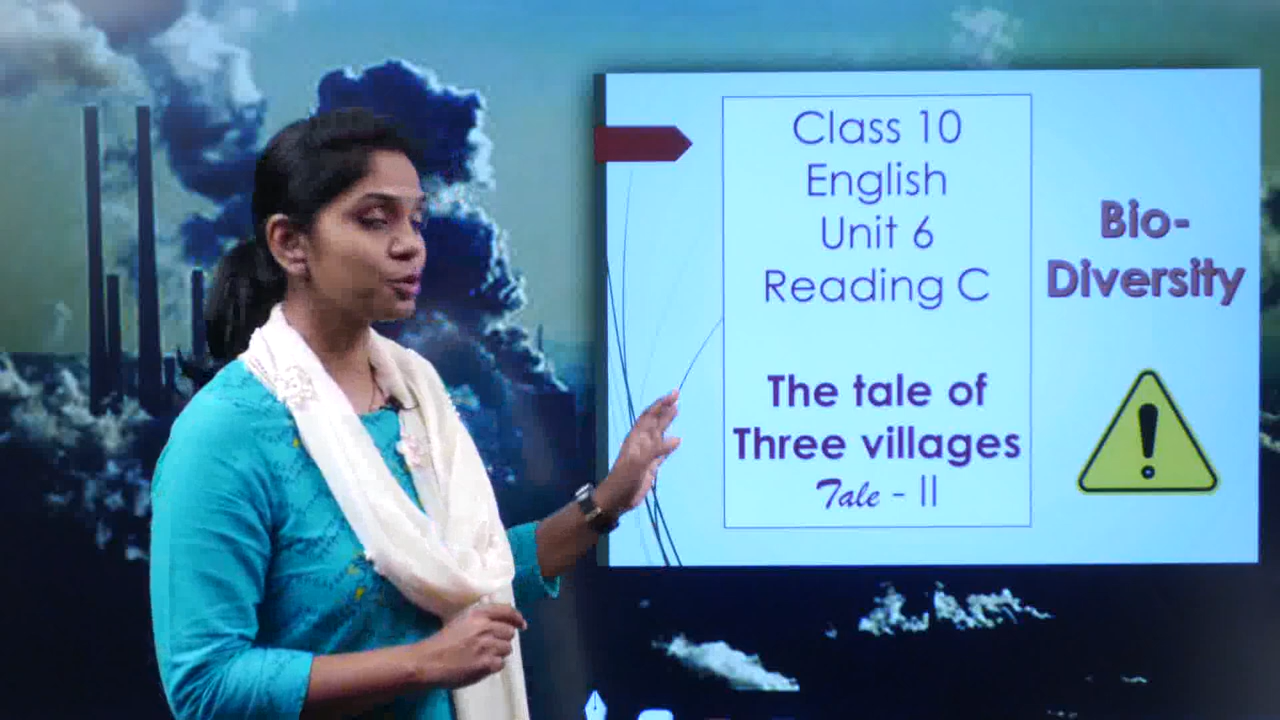 Class 10
English
Unit 6
Reading C
The tale of
Three villages
Tale - II
Bio-
Diversity